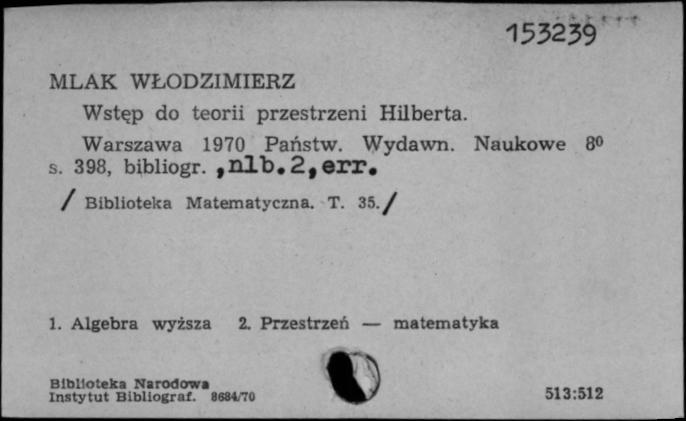 153239
MLAK WŁODZIMIERZ
Wstęp do teorii przestrzeni Hilberta.
Warszawa 1970 Państw. Wydawn. Naukowe 8⁰
s. 398, bibliogr. ,nlb.2,err.
/ Biblioteka Matematyczna. T. 35./
1. Algebra wyższa 2. Przestrzeń — matematyka
Biblioteka Narodowa
Instytut Bibliograf. 8684/70
513:512